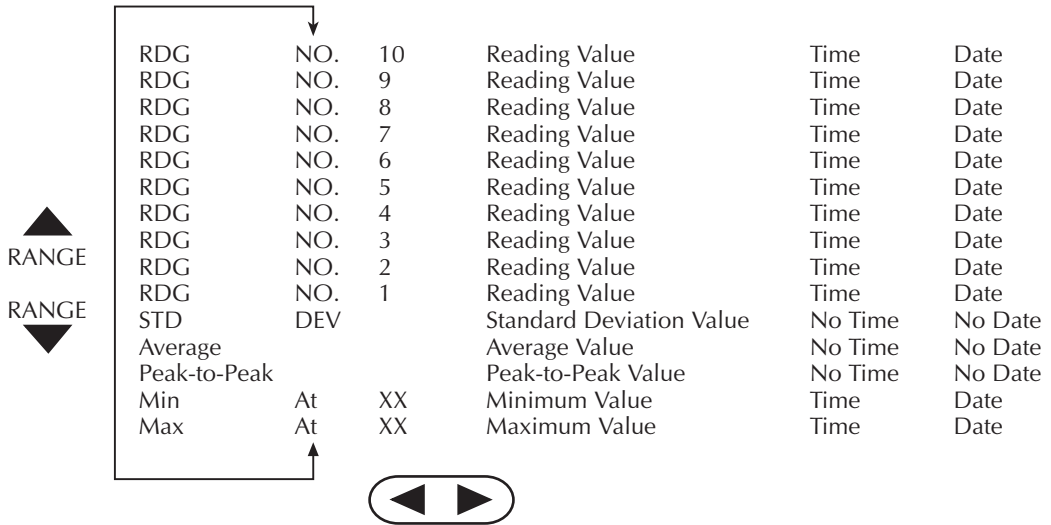 RDG NO. 10 Reading Value Time Date
RDG NO. 9 Reading Value Time Date
RDG NO. 8 Reading Value Time Date
RDG NO. 7 Reading Value Time Date
RDG NO. 6 Reading Value Time Date
RDG NO. 5 Reading Value Time Date
RDG NO. 4 Reading Value Time Date
RDG NO. 3 Reading Value Time Date
RDG NO. 2 Reading Value Time Date
RDG NO. 1 Reading Value Time Date
STD DEV Standard Deviation Value No Time No Date
Average Average Value No Time No Date
Peak-to-Peak Peak-to-Peak Value No Time No Date
Min At XX Minimum Value Time Date
Max At XX Maximum Value Time Date
RANGE
RANGE